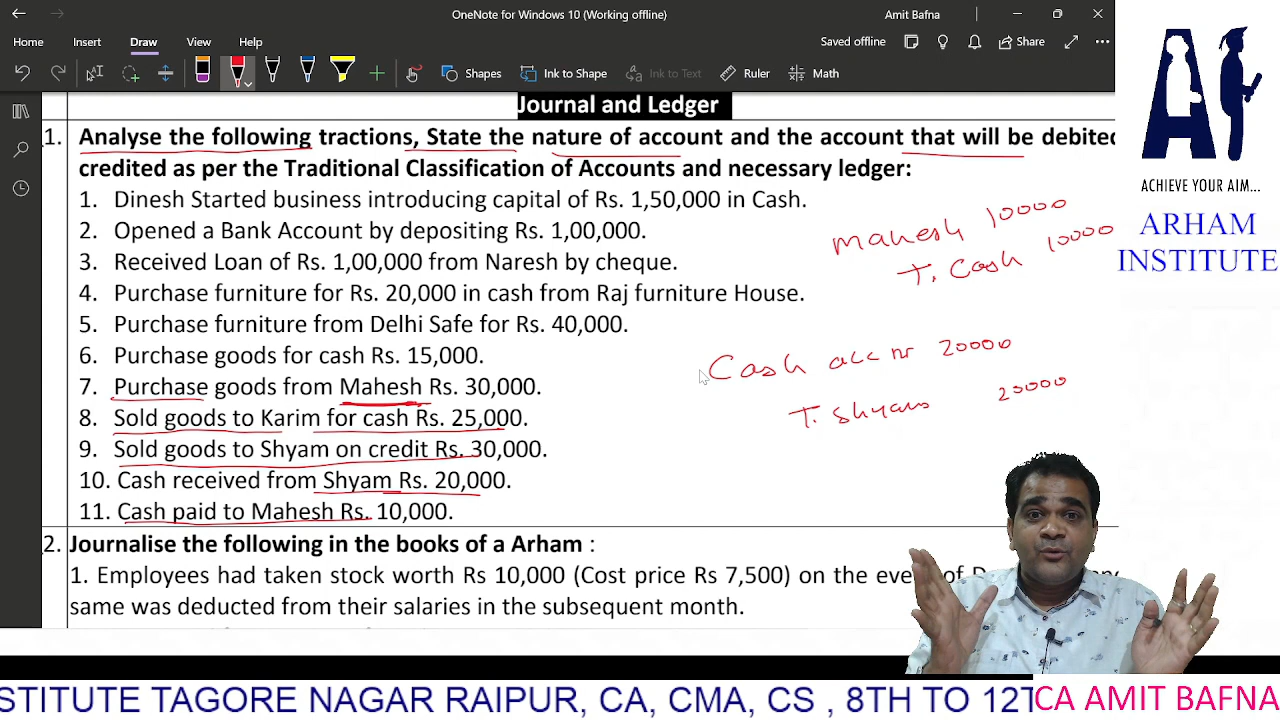 OneNote for Windows 10 (Working offline)
Amit Bafna
Home Insert Draw View Help
Saved offline
Share
Shapes Ink to Shape Ink to Text Ruler Math
Journal and Ledger
1. Analyse the following tractions, State the nature of account and the account that will be debited
credited as per the Traditional Classification of Accounts and necessary ledger:
1. Dinesh Started business introducing capital of Rs. 1,50,000 in Cash.
2. Opened a Bank Account by depositing Rs. 1,00,000.
3. Received Loan of Rs. 1,00,000 from Naresh by cheque.
4. Purchase furniture for Rs. 20,000 in cash from Raj furniture House.
5. Purchase furniture from Delhi Safe for Rs. 40,000.
6. Purchase goods for cash Rs. 15,000.
7. Purchase goods from Mahesh Rs. 30,000.
8. Sold goods to Karim for cash Rs. 25,000.
9. Sold goods to Shyam on credit Rs. 30,000.
10. Cash received from Shyam Rs. 20,000.
11. Cash paid to Mahesh Rs. 10,000.
mahesh 10000
T. Cash 10000
Cash acc nr 20000
T. Shyam 20000
2. Journalise the following in the books of a Arham :
1. Employees had taken stock worth Rs 10,000 (Cost price Rs 7,500) on the eve of D
same was deducted from their salaries in the subsequent month.
AI
ACHIEVE YOUR AIM...
ARHAM
INSTITUTE
STITUTE TAGORE NAGAR RAIPUR, CA, CMA, CS , 8TH TO 12T
CA AMIT BAFNA